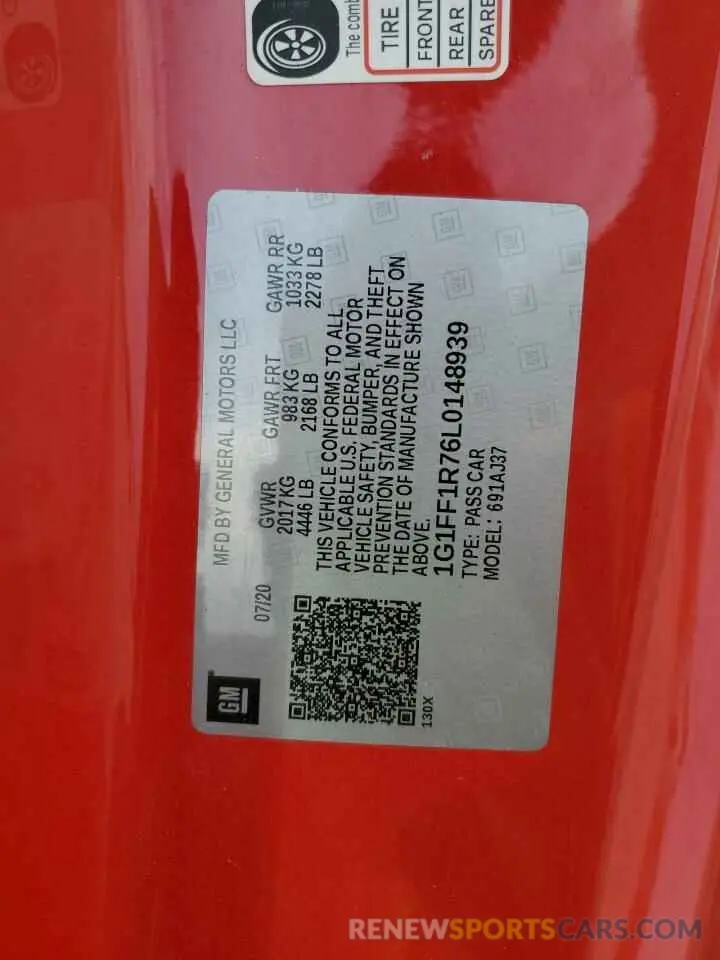 The com
TIRE
FRONT
REAR
SPARE
MFD BY GENERAL MOTORS LLC
07/20 GVWR GAWR FRT GAWR RR
2017 KG 983 KG 1033 KG
4446 LB 2168 LB 2278 LB
THIS VEHICLE CONFORMS TO ALL
APPLICABLE U.S. FEDERAL MOTOR
VEHICLE SAFETY, BUMPER, AND THEFT
PREVENTION STANDARDS IN EFFECT ON
THE DATE OF MANUFACTURE SHOWN
ABOVE.
1G1FF1R76L0148939
TYPE: PASS CAR
MODEL: 691AJ37
GM
130X
RENEWSPORTSCARS.COM